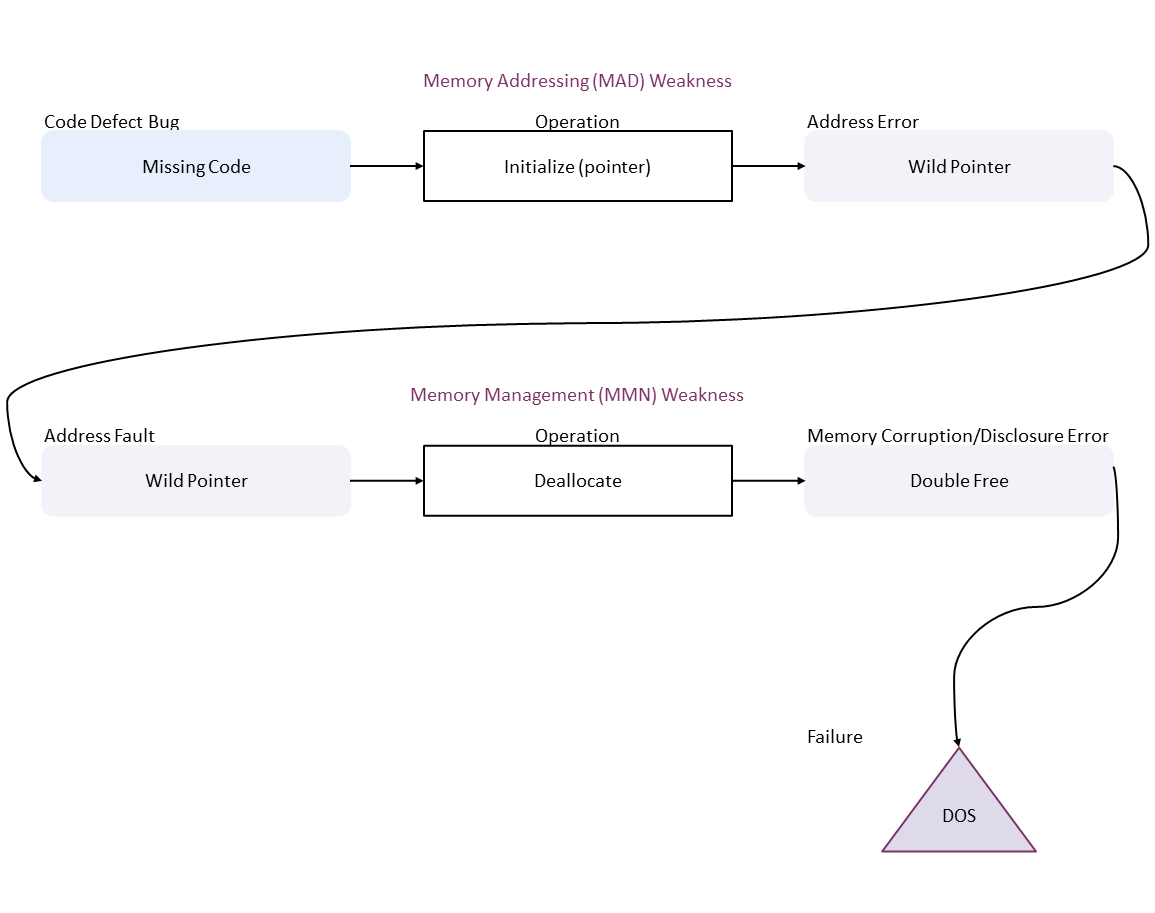 Memory Addressing (MAD) Weakness
Code Defect Bug
Operation
Address Error
Missing Code
Initialize (pointer)
Wild Pointer
Memory Management (MMN) Weakness
Address Fault
Operation
Memory Corruption/Disclosure Error
Wild Pointer
Deallocate
Double Free
Failure
DOS